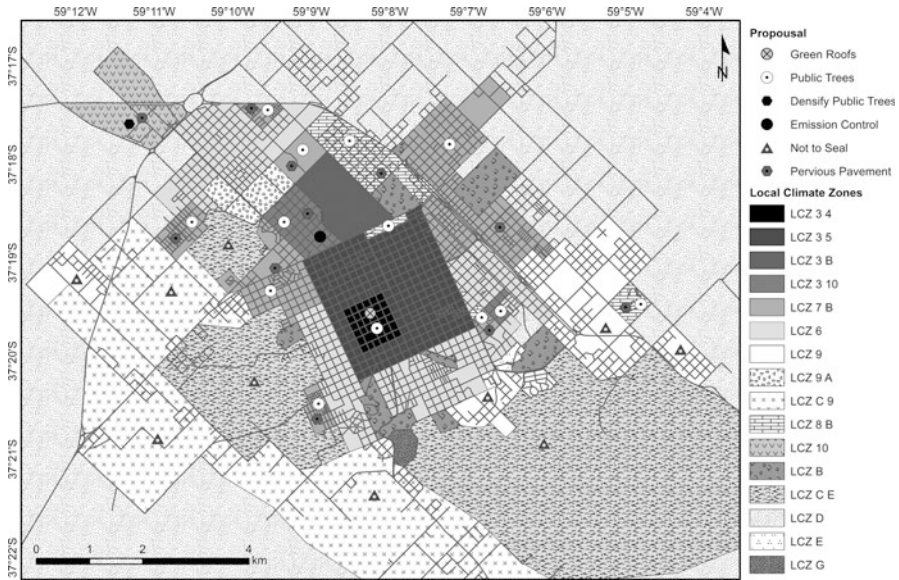 59°12'W 59°11'W 59°10'W 59°9'W 59°8'W 59°7'W 59°6'W 59°5'W 59°4'W
37°17'S
37°18'S
37°19'S
37°20'S
37°21'S
37°22'S
N
0 1 2 4
km
Propousal
Green Roofs
Public Trees
Densify Public Trees
Emission Control
Not to Seal
Pervious Pavement
Local Climate Zones
LCZ 3 4
LCZ 3 5
LCZ 3 B
LCZ 3 10
LCZ 7 B
LCZ 6
LCZ 9
LCZ 9 A
LCZ C 9
LCZ 8 B
LCZ 10
LCZ B
LCZ C E
LCZ D
LCZ E
LCZ G